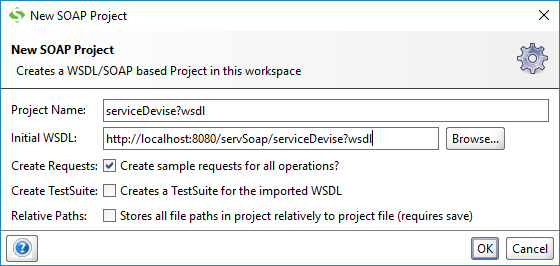 New SOAP Project
New SOAP Project
Creates a WSDL/SOAP based Project in this workspace
Project Name: serviceDevise?wsdl
Initial WSDL: http://localhost:8080/servSoap/serviceDevise?wsdl Browse...
Create Requests: Create sample requests for all operations?
Create TestSuite: Creates a TestSuite for the imported WSDL
Relative Paths: Stores all file paths in project relatively to project file (requires save)
? OK Cancel